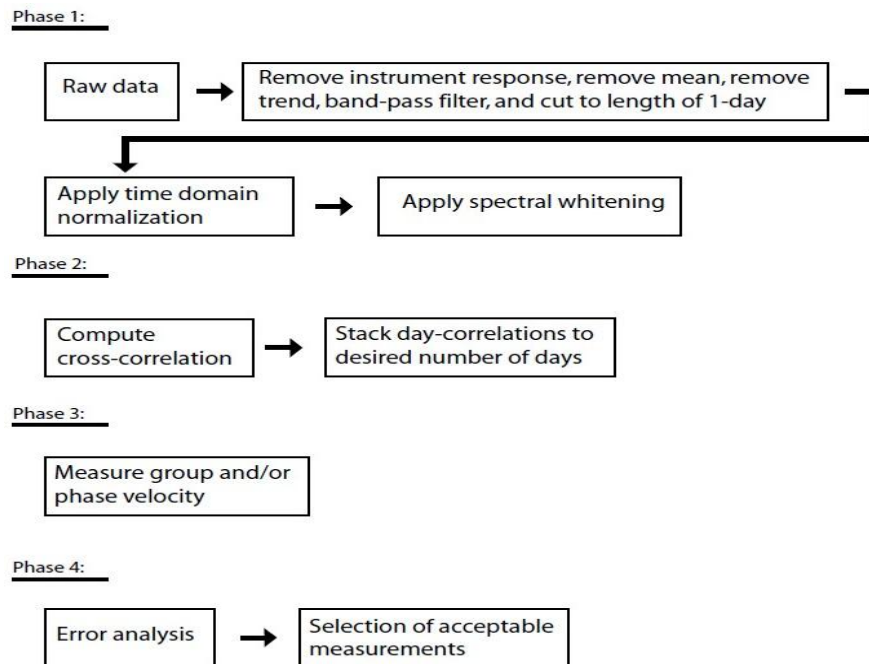 Phase 1:
Raw data
Remove instrument response, remove mean, remove
trend, band-pass filter, and cut to length of 1-day
Apply time domain
normalization
Apply spectral whitening
Phase 2:
Compute
cross-correlation
Stack day-correlations to
desired number of days
Phase 3:
Measure group and/or
phase velocity
Phase 4:
Error analysis
Selection of acceptable
measurements